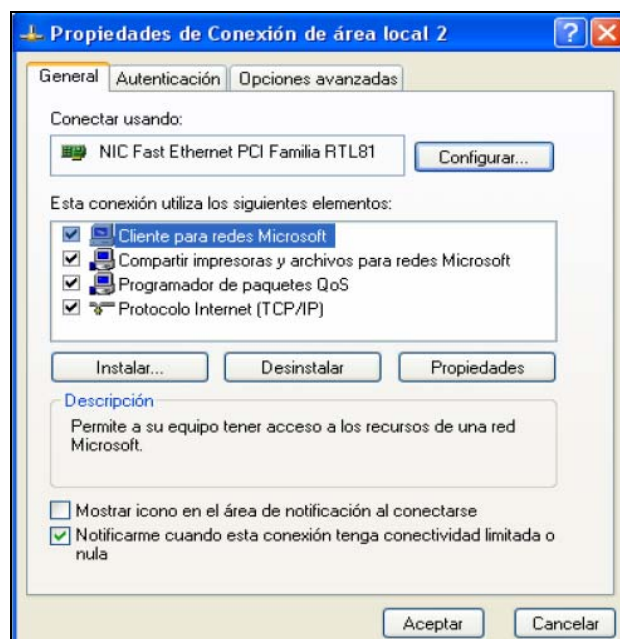 Propiedades de Conexión de área local 2
General
Autenticación
Opciones avanzadas
Conectar usando:
NIC Fast Ethernet PCI Familia RTL81
Configurar...
Esta conexión utiliza los siguientes elementos:
Cliente para redes Microsoft
Compartir impresoras y archivos para redes Microsoft
Programador de paquetes QoS
Protocolo Internet (TCP/IP)
Instalar...
Desinstalar
Propiedades
Descripción
Permite a su equipo tener acceso a los recursos de una red
Microsoft.
Mostrar icono en el área de notificación al conectarse
Notificarme cuando esta conexión tenga conectividad limitada o
nula
Aceptar
Cancelar